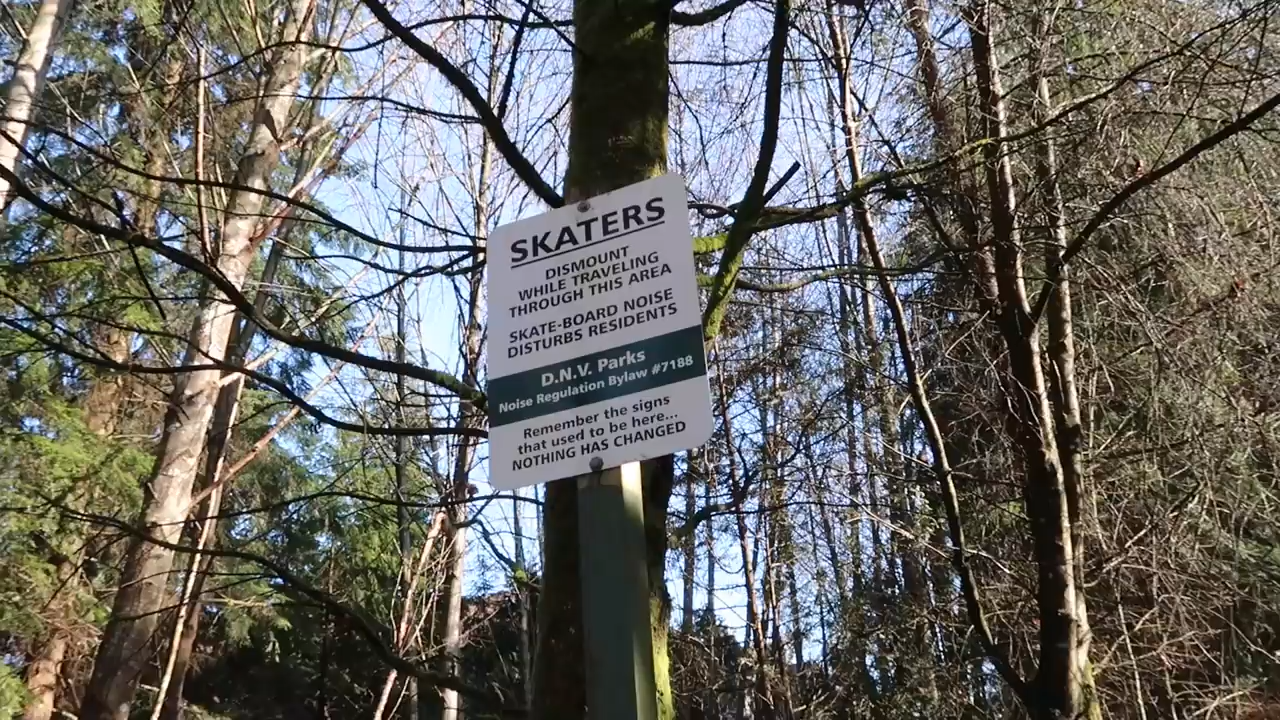 SKATERS
DISMOUNT
WHILE TRAVELING
THROUGH THIS AREA
SKATE-BOARD NOISE
DISTURBS RESIDENTS
D.N.V. Parks
Noise Regulation Bylaw #7188
Remember the signs
that used to be here...
NOTHING HAS CHANGED